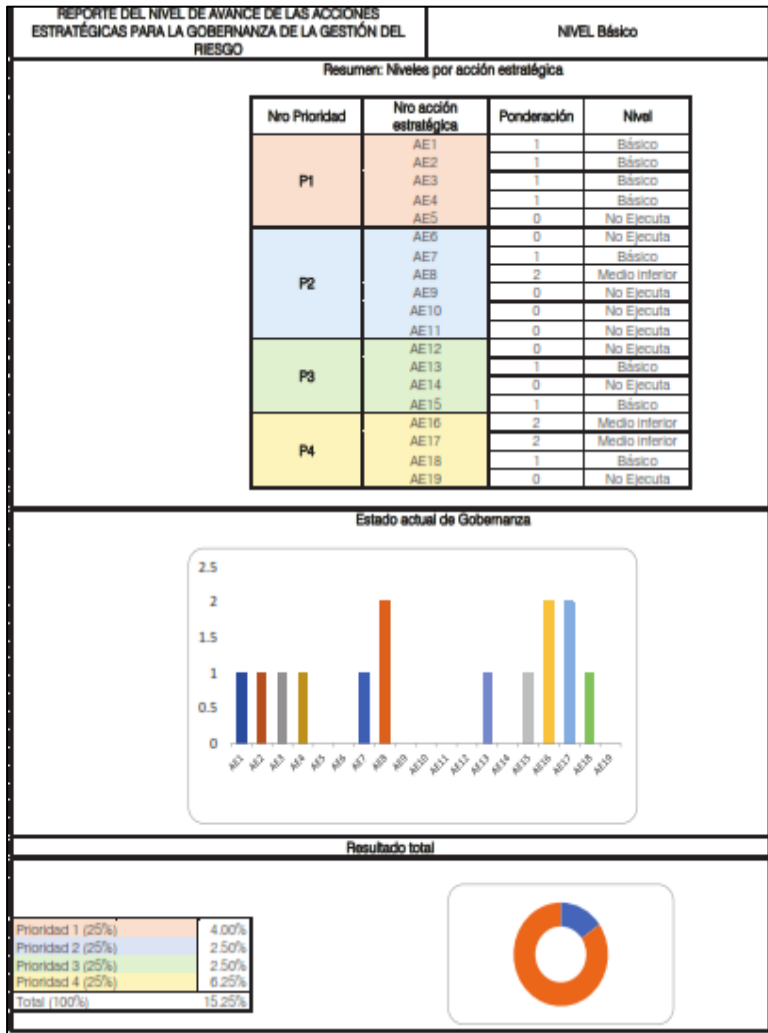 REPORTE DEL NIVEL DE AVANCE DE LAS ACCIONES
ESTRATÉGICAS PARA LA GOBERNANZA DE LA GESTIÓN DEL
RIESGO
NIVEL Básico
Resumen: Niveles por acción estratégica
Nro Prioridad Nro acción estratégica Ponderación Nivel
P1
AE1 1 Básico
AE2 1 Básico
AE3 1 Básico
AE4 1 Básico
AE5 0 No Ejecuta
P2
AE6 0 No Ejecuta
AE7 1 Básico
AE8 2 Medio inferior
AE9 0 No Ejecuta
AE10 0 No Ejecuta
AE11 0 No Ejecuta
P3
AE12 0 No Ejecuta
AE13 1 Básico
AE14 0 No Ejecuta
AE15 1 Básico
P4
AE16 2 Medio inferior
AE17 2 Medio inferior
AE18 1 Básico
AE19 0 No Ejecuta
Estado actual de Gobernanza
2.5
2
1.5
1
0.5
0
AE1 AE2 AE3 AE4 AE5 AE6 AE7 AE8 AE9 AE10 AE11 AE12 AE13 AE14 AE15 AE16 AE17 AE18 AE19
Resultado total
Prioridad 1 (25%) 4.00%
Prioridad 2 (25%) 2.50%
Prioridad 3 (25%) 2.50%
Prioridad 4 (25%) 6.25%
Total (100%) 15.25%